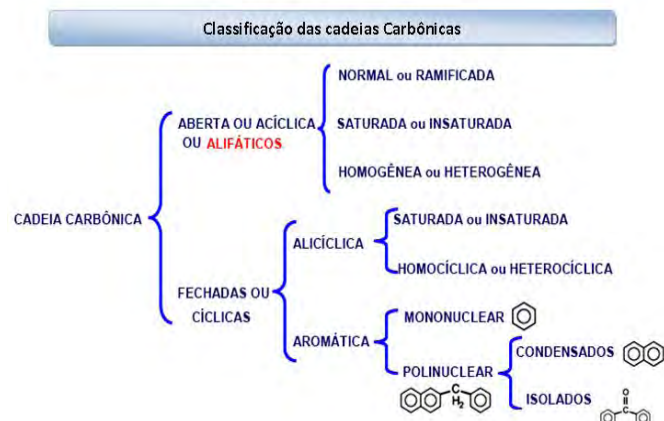 Classificação das cadeias Carbônicas
NORMAL ou RAMIFICADA
ABERTA OU ACÍCLICA
OU ALIFÁTICOS
SATURADA ou INSATURADA
HOMOGÊNEA ou HETEROGÊNEA
CADEIA CARBÔNICA
SATURADA ou INSATURADA
ALICÍCLICA
HOMOCÍCLICA ou HETEROCÍCLICA
FECHADAS OU
CÍCLICAS
MONONUCLEAR
AROMÁTICA
CONDENSADOS
POLINUCLEAR
C
H2
ISOLADOS
O
C